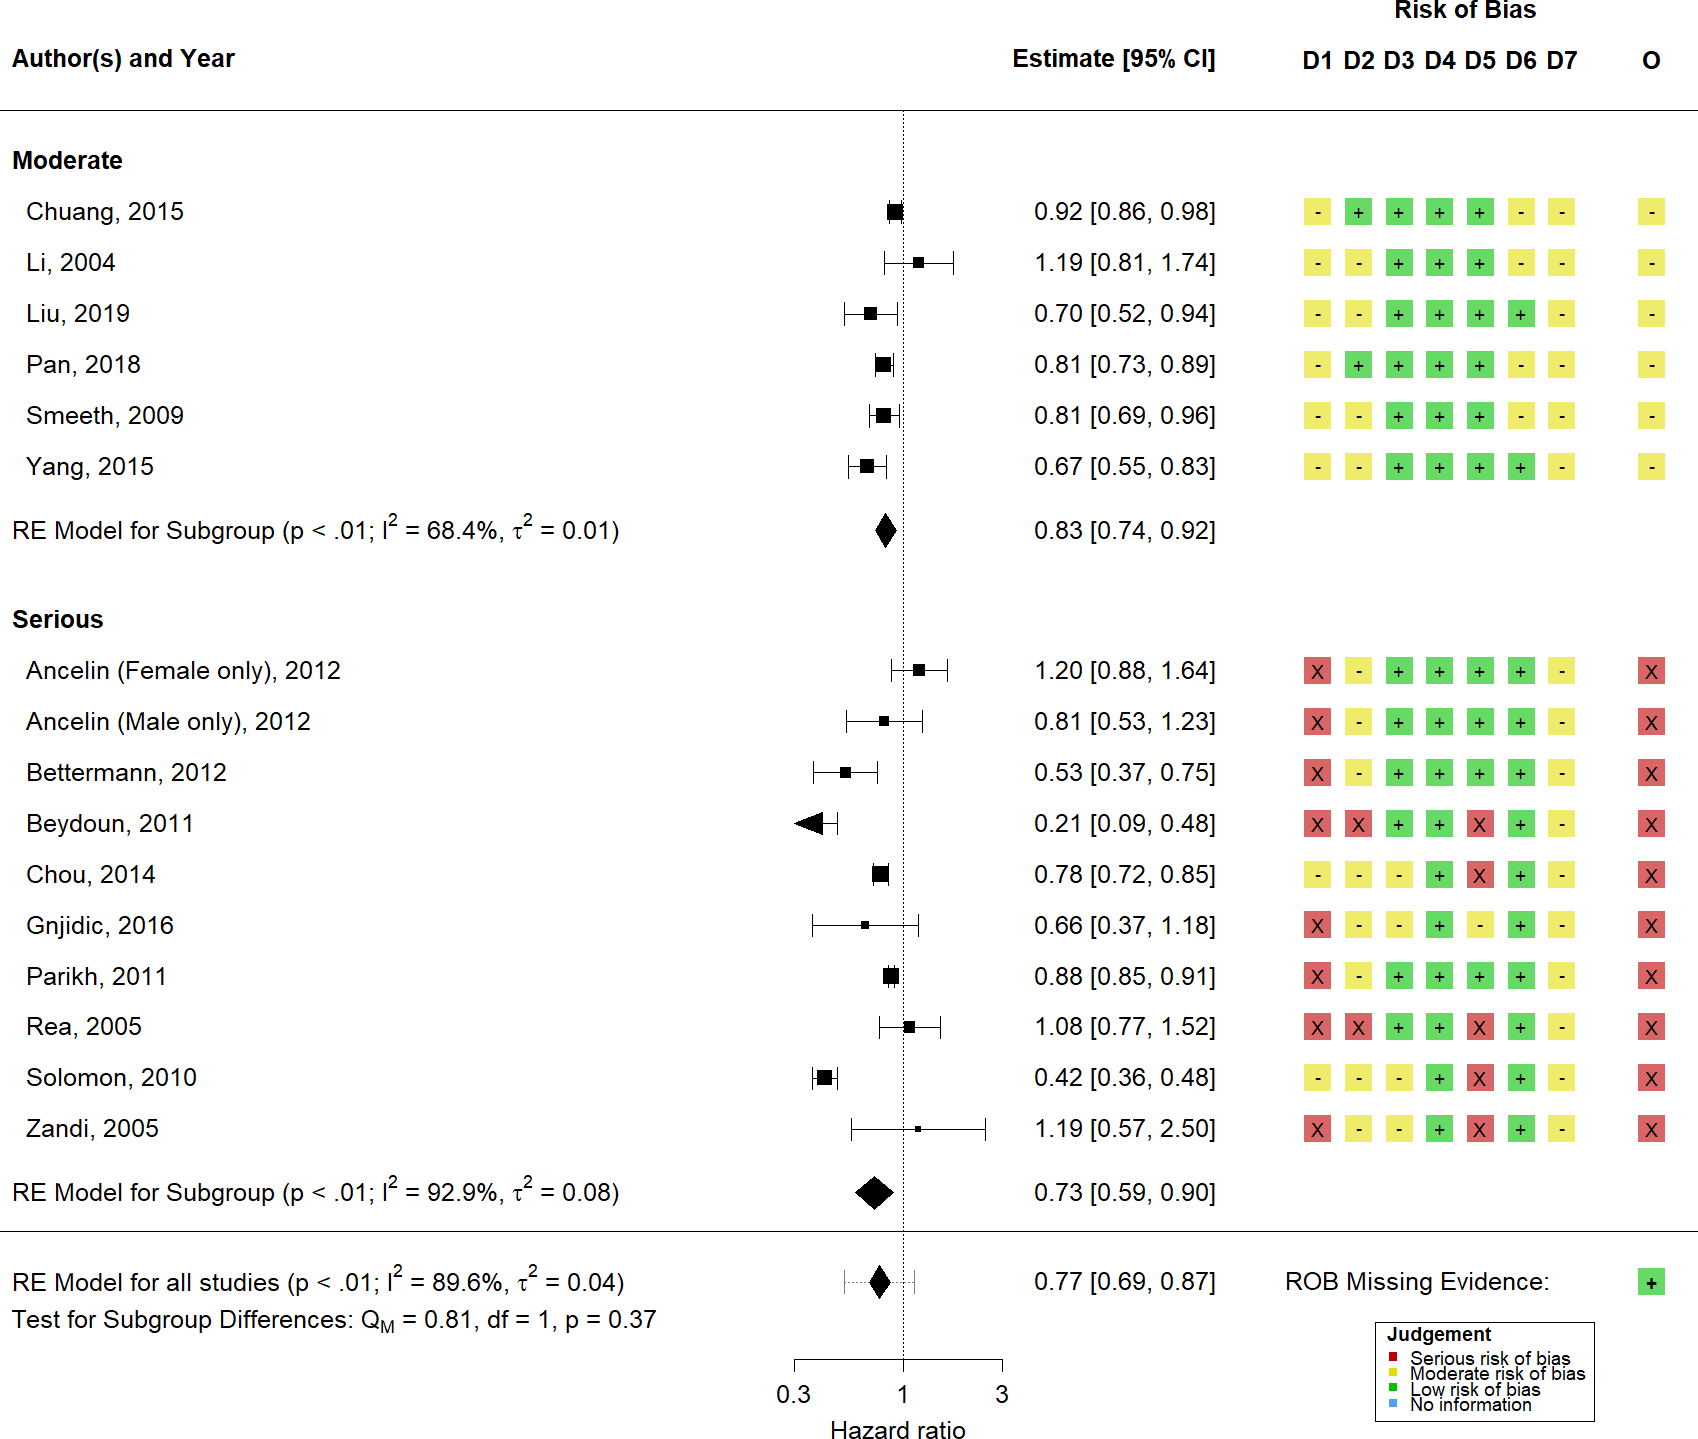 Risk of Bias
Author(s) and Year Estimate [95% CI] D1 D2 D3 D4 D5 D6 D7 O
Moderate
Chuang, 2015 0.92 [0.86, 0.98] - + + + + - - -
Li, 2004 1.19 [0.81, 1.74] - - + + + - - -
Liu, 2019 0.70 [0.52, 0.94] - - + + + + - -
Pan, 2018 0.81 [0.73, 0.89] - + + + + - - -
Smeeth, 2009 0.81 [0.69, 0.96] - - + + + - - -
Yang, 2015 0.67 [0.55, 0.83] - - + + + + - -
RE Model for Subgroup (p < .01; I² = 68.4%, τ² = 0.01) 0.83 [0.74, 0.92]
Serious
Ancelin (Female only), 2012 1.20 [0.88, 1.64] X - + + + + - X
Ancelin (Male only), 2012 0.81 [0.53, 1.23] X - + + + + - X
Bettermann, 2012 0.53 [0.37, 0.75] X - + + + + - X
Beydoun, 2011 0.21 [0.09, 0.48] X X + + X + - X
Chou, 2014 0.78 [0.72, 0.85] - - - + X + - X
Gnjidic, 2016 0.66 [0.37, 1.18] X - - + - + - X
Parikh, 2011 0.88 [0.85, 0.91] X - + + + + - X
Rea, 2005 1.08 [0.77, 1.52] X X + + X + - X
Solomon, 2010 0.42 [0.36, 0.48] - - - + X + - X
Zandi, 2005 1.19 [0.57, 2.50] X - - + X + - X
RE Model for Subgroup (p < .01; I² = 92.9%, τ² = 0.08) 0.73 [0.59, 0.90]
RE Model for all studies (p < .01; I² = 89.6%, τ² = 0.04) 0.77 [0.69, 0.87] ROB Missing Evidence: +
Test for Subgroup Differences: Q_M = 0.81, df = 1, p = 0.37
Judgement
Serious risk of bias
Moderate risk of bias
Low risk of bias
No information
0.3 1 3
Hazard ratio